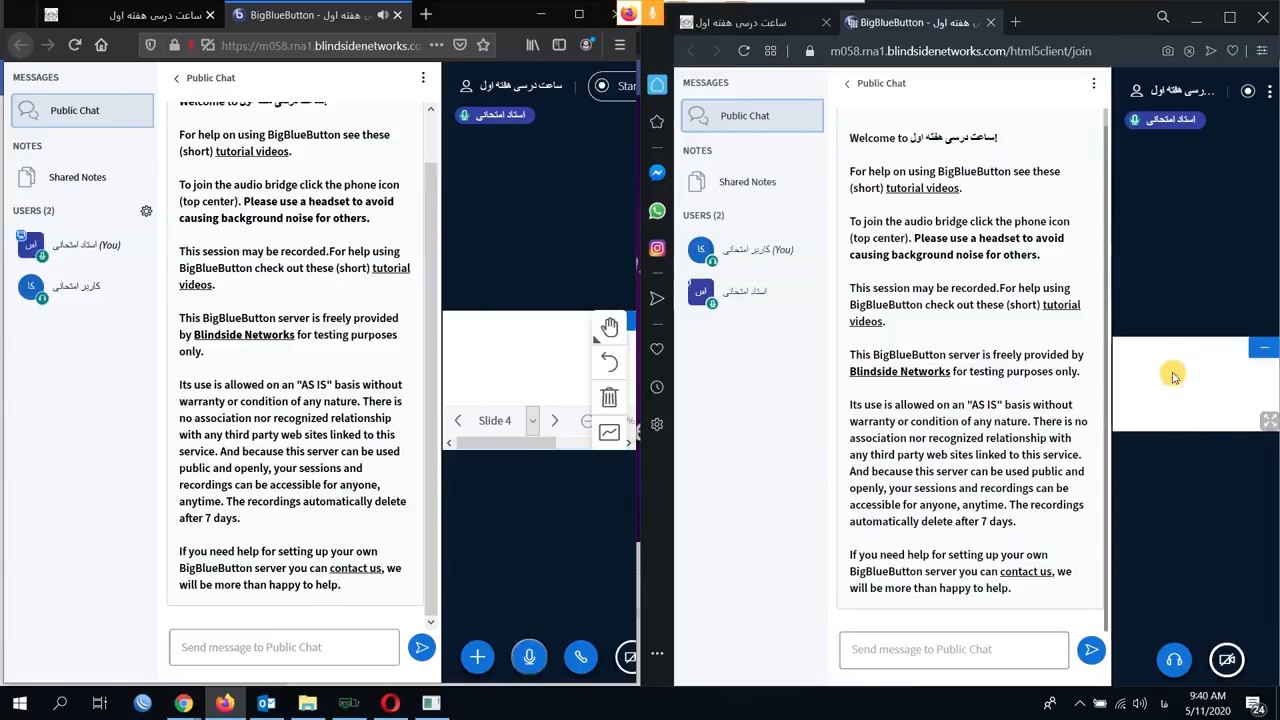 ساعت درسی هفته اول
BigBlueButton - هفته اول
https://m058.rna1.blindsidenetworks.co
MESSAGES
Public Chat
NOTES
Shared Notes
USERS (2)
استاد امتحانی (You)
کاربر امتحانی
Public Chat
Welcome to ساعت درسی هفته اول!
For help on using BigBlueButton see these
(short) tutorial videos.
To join the audio bridge click the phone icon
(top center). Please use a headset to avoid
causing background noise for others.
This session may be recorded.For help using
BigBlueButton check out these (short) tutorial
videos.
This BigBlueButton server is freely provided
by Blindside Networks for testing purposes
only.
Its use is allowed on an "AS IS" basis without
warranty or condition of any nature. There is
no association nor recognized relationship
with any third party web sites linked to this
service. And because this server can be used
public and openly, your sessions and
recordings can be accessible for anyone,
anytime. The recordings automatically delete
after 7 days.
If you need help for setting up your own
BigBlueButton server you can contact us, we
will be more than happy to help.
Send message to Public Chat
ساعت درسی هفته اول
Star
استاد امتحانی
Slide 4
%
ساعت درسی هفته اول
BigBlueButton - هفته اول
m058.rna1.blindsidenetworks.com/html5client/join
MESSAGES
Public Chat
NOTES
Shared Notes
USERS (2)
کا
کاربر امتحانی (You)
اس
استاد امتحانی
Public Chat
Welcome to ساعت درسی هفته اول!
For help on using BigBlueButton see these
(short) tutorial videos.
To join the audio bridge click the phone icon
(top center). Please use a headset to avoid
causing background noise for others.
This session may be recorded.For help using
BigBlueButton check out these (short) tutorial
videos.
This BigBlueButton server is freely provided by
Blindside Networks for testing purposes only.
Its use is allowed on an "AS IS" basis without
warranty or condition of any nature. There is no
association nor recognized relationship with
any third party web sites linked to this service.
And because this server can be used public and
openly, your sessions and recordings can be
accessible for anyone, anytime. The recordings
automatically delete after 7 days.
If you need help for setting up your own
BigBlueButton server you can contact us, we
will be more than happy to help.
Send message to Public Chat
...رسی هفته اول
استاد امتحانی
فا
9:40 AM
5/11/2020
24